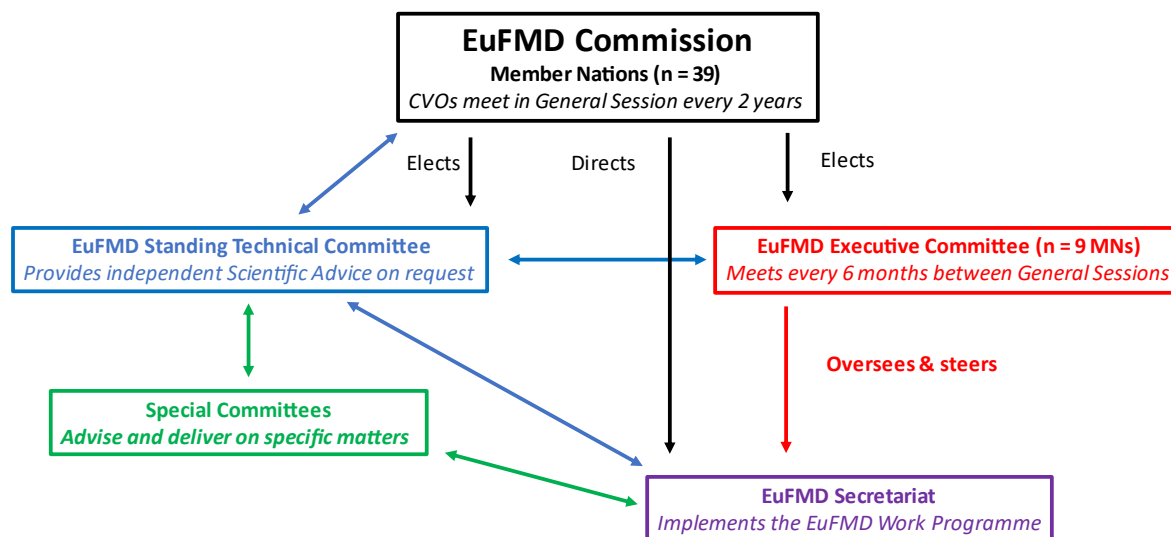 EuFMD Commission
Member Nations (n = 39)
CVOs meet in General Session every 2 years
Elects
Directs
Elects
EuFMD Standing Technical Committee
Provides independent Scientific Advice on request
EuFMD Executive Committee (n = 9 MNs)
Meets every 6 months between General Sessions
Oversees & steers
Special Committees
Advise and deliver on specific matters
EuFMD Secretariat
Implements the EuFMD Work Programme